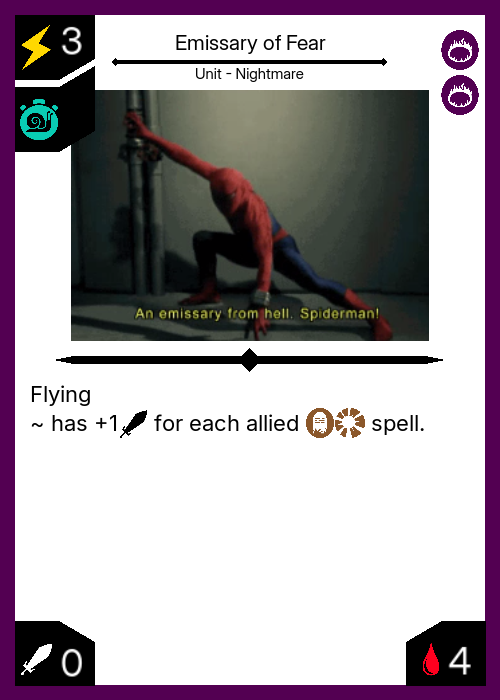 3
Emissary of Fear
Unit - Nightmare
An emissary from hell. Spiderman!
Flying
~ has +1 for each allied spell.
0
4